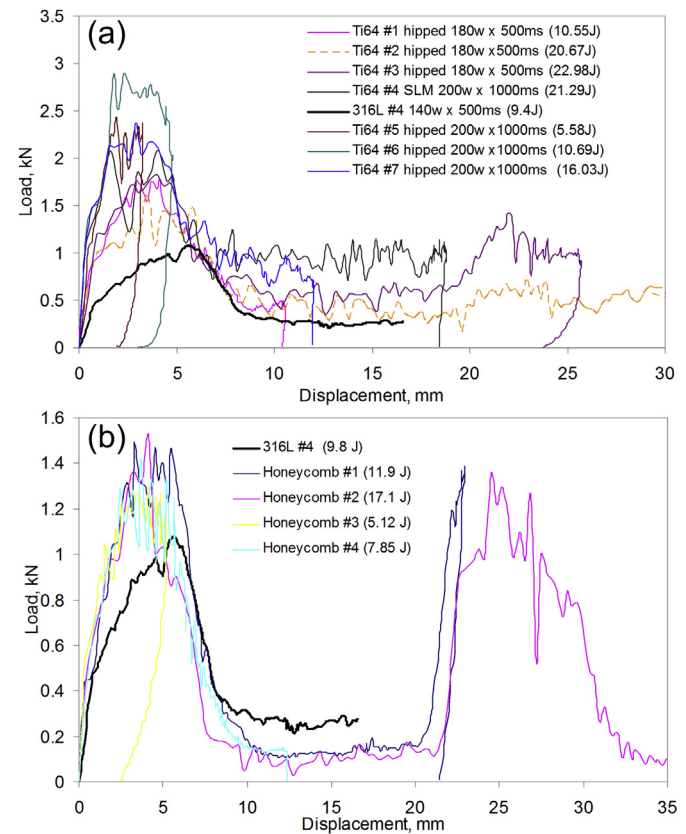 (a)
Load, kN
3.5
3
2.5
2
1.5
1
0.5
0
Ti64 #1 hipped 180w x 500ms (10.55J)
Ti64 #2 hipped 180w x500ms (20.67J)
Ti64 #3 hipped 180w x 500ms (22.98J)
Ti64 #4 SLM 200w x 1000ms (21.29J)
316L #4 140w x 500ms (9.4J)
Ti64 #5 hipped 200w x1000ms (5.58J)
Ti64 #6 hipped 200w x1000ms (10.69J)
Ti64 #7 hipped 200w x1000ms (16.03J)
0 5 10 15 20 25 30
Displacement, mm
(b)
Load, kN
1.6
1.4
1.2
1
0.8
0.6
0.4
0.2
0
316L #4 (9.8 J)
Honeycomb #1 (11.9 J)
Honeycomb #2 (17.1 J)
Honeycomb #3 (5.12 J)
Honeycomb #4 (7.85 J)
0 5 10 15 20 25 30 35
Displacement, mm